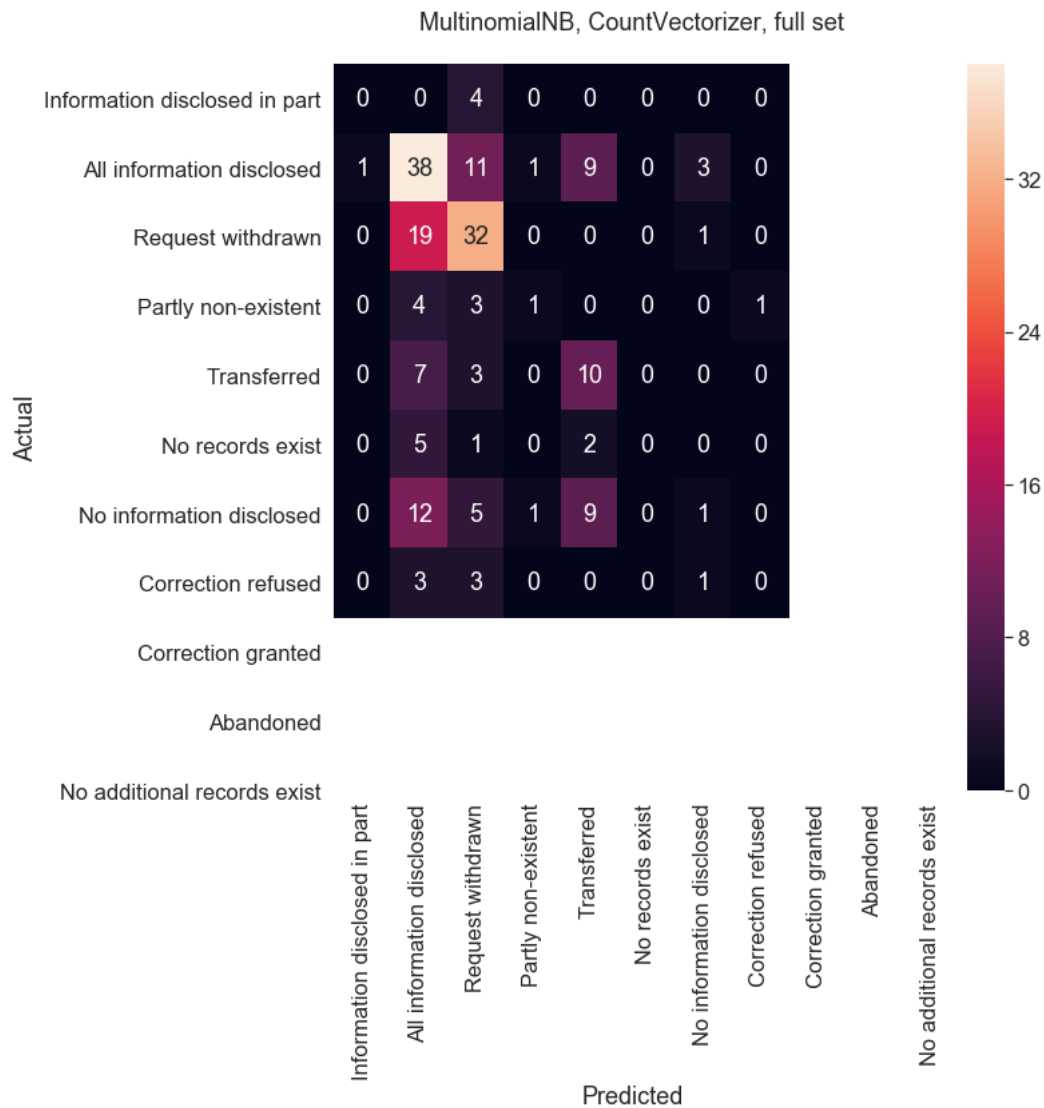 MultinomialNB, CountVectorizer, full set
Information disclosed in part 0 0 4 0 0 0 0 0
All information disclosed 1 38 11 1 9 0 3 0
Request withdrawn 0 19 32 0 0 0 1 0
Partly non-existent 0 4 3 1 0 0 0 1
Transferred 0 7 3 0 10 0 0 0
No records exist 0 5 1 0 2 0 0 0
No information disclosed 0 12 5 1 9 0 1 0
Correction refused 0 3 3 0 0 0 1 0
Correction granted
Abandoned
No additional records exist
Actual
32
24
16
8
0
Information disclosed in part
All information disclosed
Request withdrawn
Partly non-existent
Transferred
No records exist
No information disclosed
Correction refused
Correction granted
Abandoned
No additional records exist
Predicted